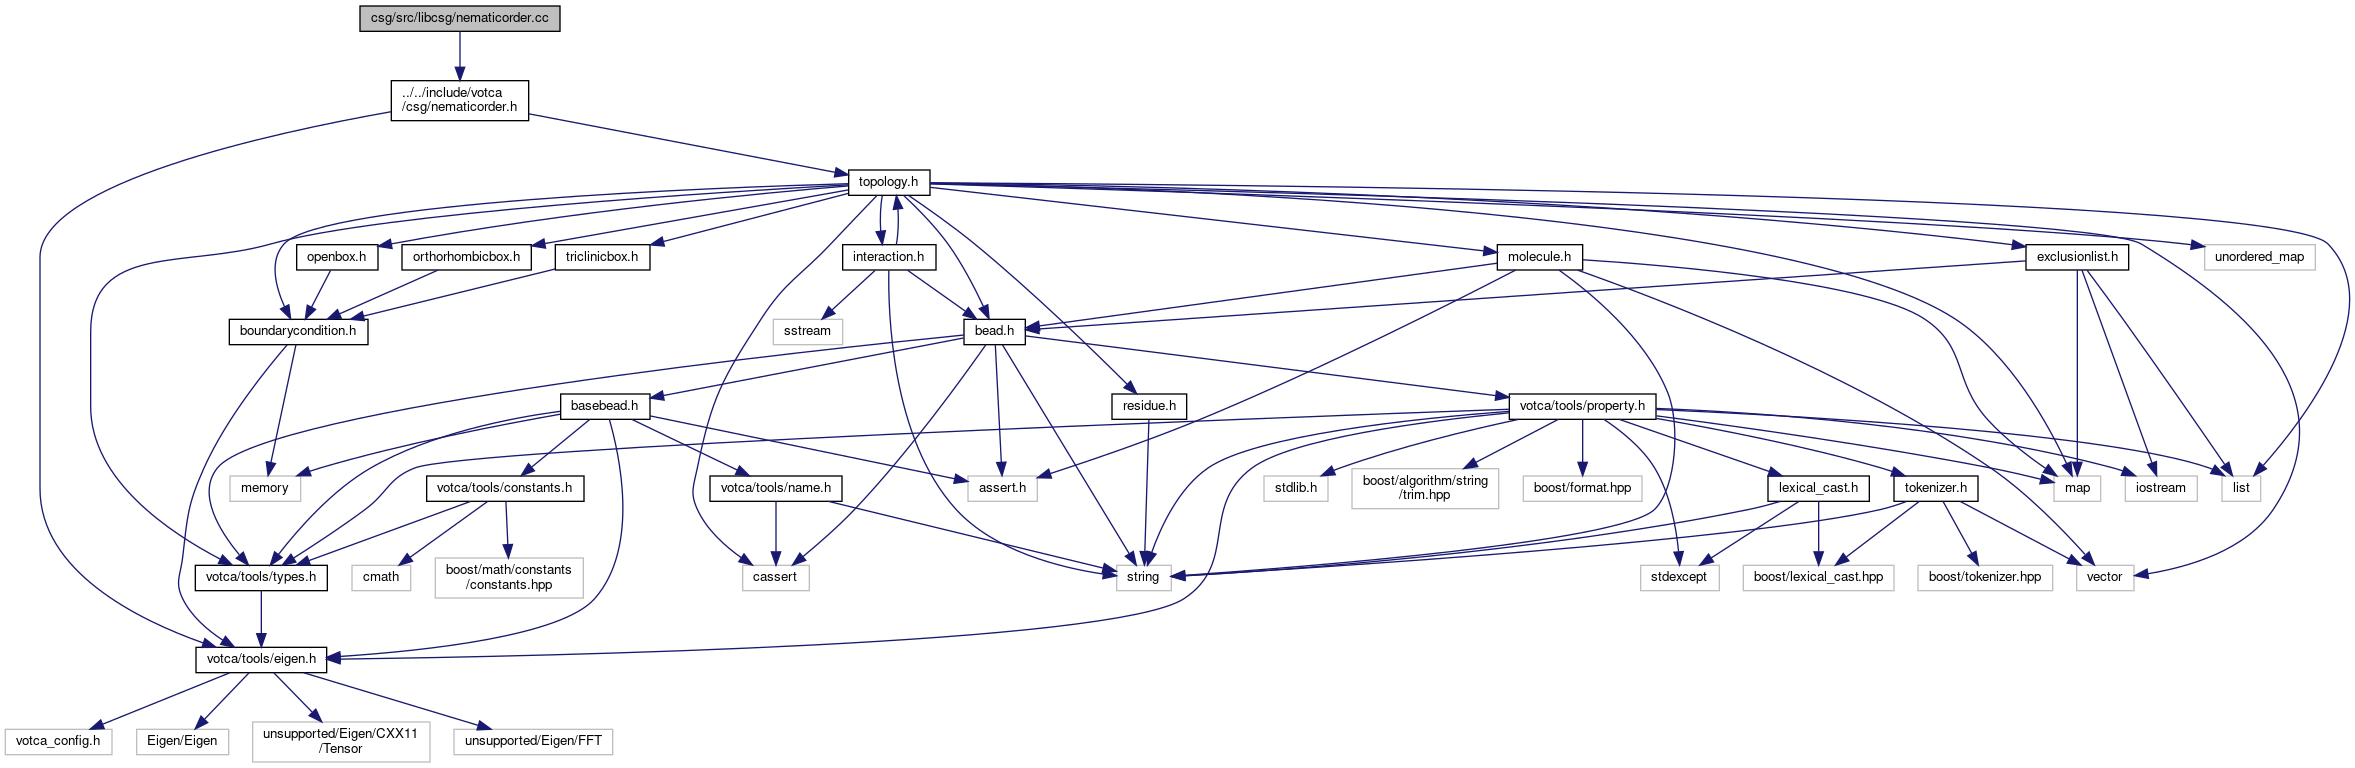 csg/src/libcsg/nematicorder.cc
../../include/votca
/csg/nematicorder.h
topology.h
openbox.h
orthorhombicbox.h
triclinicbox.h
interaction.h
molecule.h
exclusionlist.h
unordered_map
boundarycondition.h
sstream
bead.h
basebead.h
residue.h
votca/tools/property.h
memory
votca/tools/constants.h
votca/tools/name.h
assert.h
stdlib.h
boost/algorithm/string
/trim.hpp
boost/format.hpp
lexical_cast.h
tokenizer.h
map
iostream
list
votca/tools/types.h
cmath
boost/math/constants
/constants.hpp
cassert
string
stdexcept
boost/lexical_cast.hpp
boost/tokenizer.hpp
vector
votca/tools/eigen.h
votca_config.h
Eigen/Eigen
unsupported/Eigen/CXX11
/Tensor
unsupported/Eigen/FFT